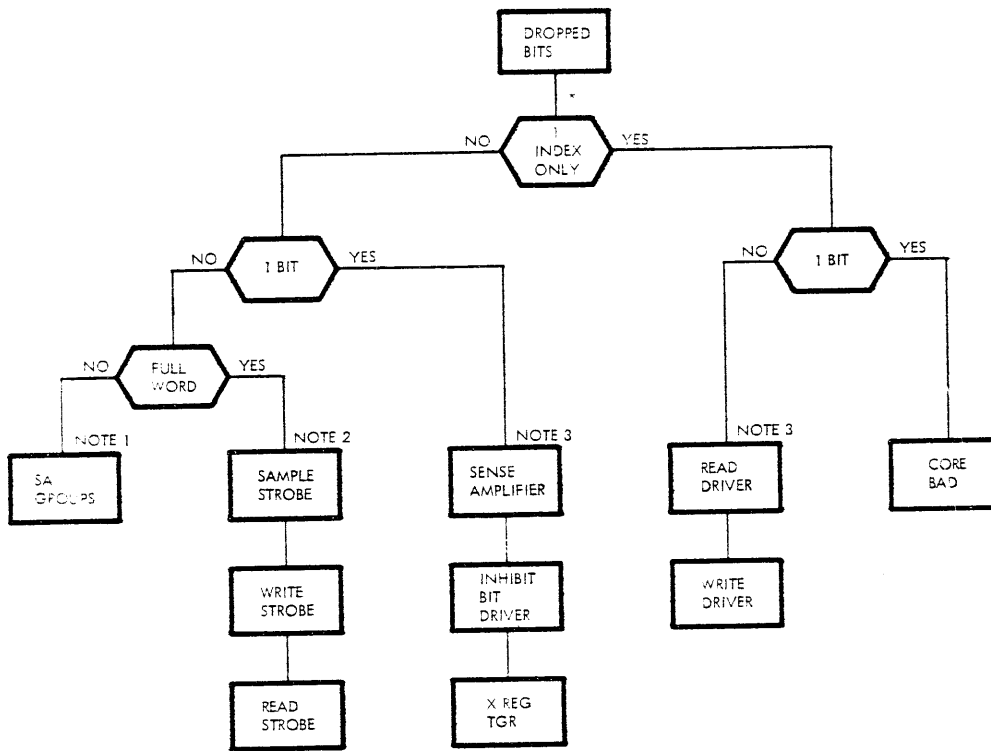 DROPPED
BITS
NO
YES
1
INDEX
ONLY
NO
1 BIT
YES
NO
1 BIT
YES
NO
FULL
WORD
YES
NOTE 1
NOTE 2
NOTE 3
NOTE 3
SA
GROUPS
SAMPLE
STROBE
SENSE
AMPLIFIER
READ
DRIVER
CORE
BAD
WRITE
STROBE
INHIBIT
BIT
DRIVER
WRITE
DRIVER
READ
STROBE
X REG
TGR